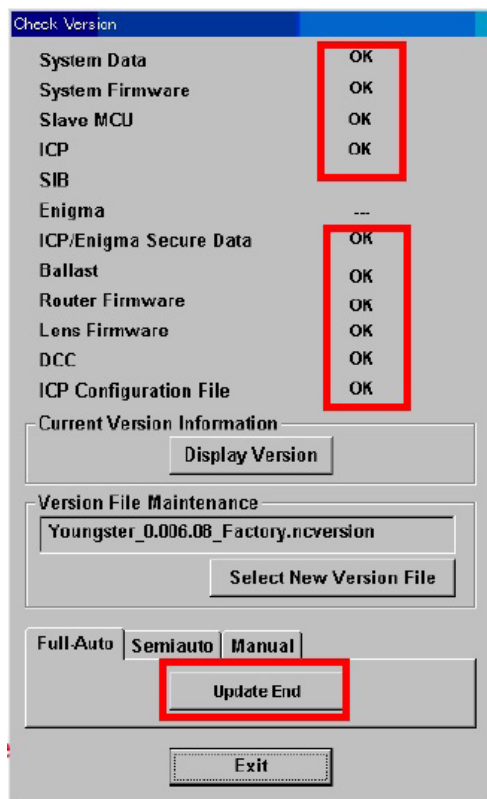 Check Version
System Data OK
System Firmware OK
Slave MCU OK
ICP OK
SIB
Enigma ---
ICP/Enigma Secure Data OK
Ballast OK
Router Firmware OK
Lens Firmware OK
DCC OK
ICP Configuration File OK
Current Version Information
Display Version
Version File Maintenance
Youngster_0.006.08_Factory.ncversion
Select New Version File
Full-Auto Semiauto Manual
Update End
Exit